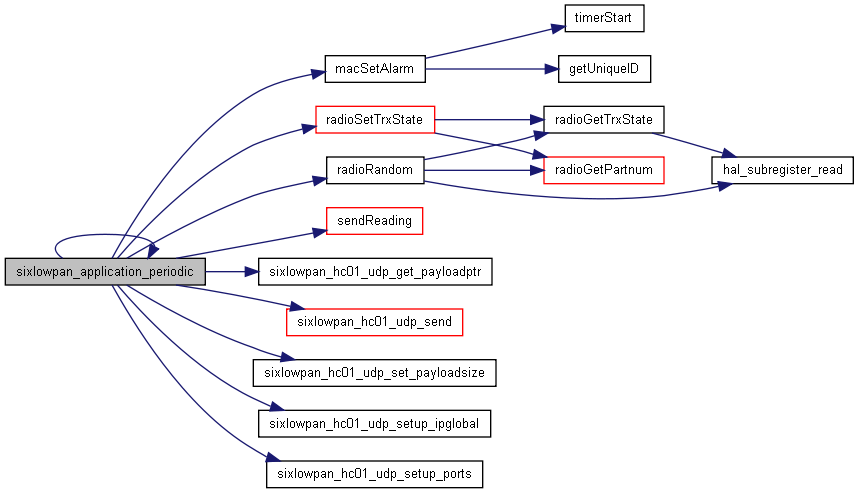 timerStart
macSetAlarm
getUniqueID
radioSetTrxState
radioGetTrxState
radioRandom
radioGetPartnum
hal_subregister_read
sendReading
sixlowpan_application_periodic
sixlowpan_hc01_udp_get_payloadptr
sixlowpan_hc01_udp_send
sixlowpan_hc01_udp_set_payloadsize
sixlowpan_hc01_udp_setup_ipglobal
sixlowpan_hc01_udp_setup_ports